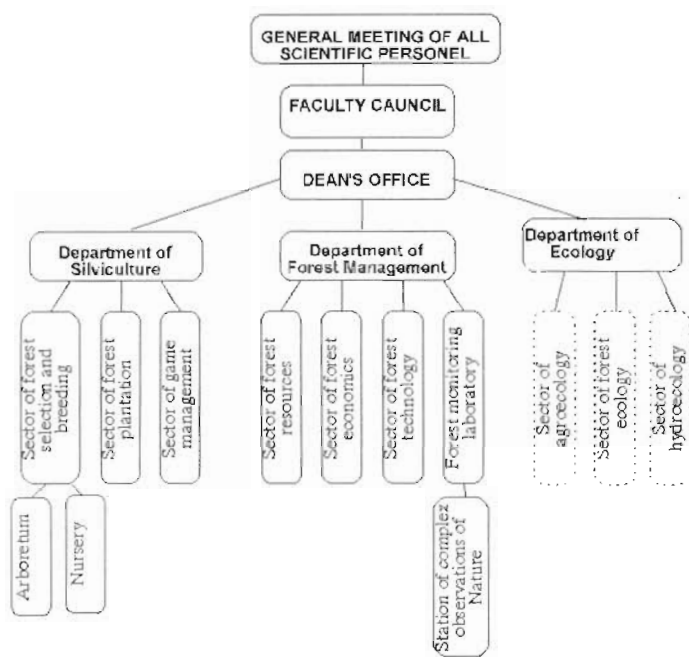 GENERAL MEETING OF ALL
SCIENTIFIC PERSONEL
FACULTY CAUNCIL
DEAN'S OFFICE
Department of
Silviculture
Department of
Forest Management
Department of
Ecology
Sector of forest
selection and
breeding
Sector of forest
plantation
Sector of game
management
Sector of forest
resources
Sector of forest
economics
Sector of forest
technology
Forest monitoring
laboratory
Sector of
agroecology
Sector of forest
ecology
Sector of
hydroecology
Arboretum
Nursery
Station of complex
observations of
Nature